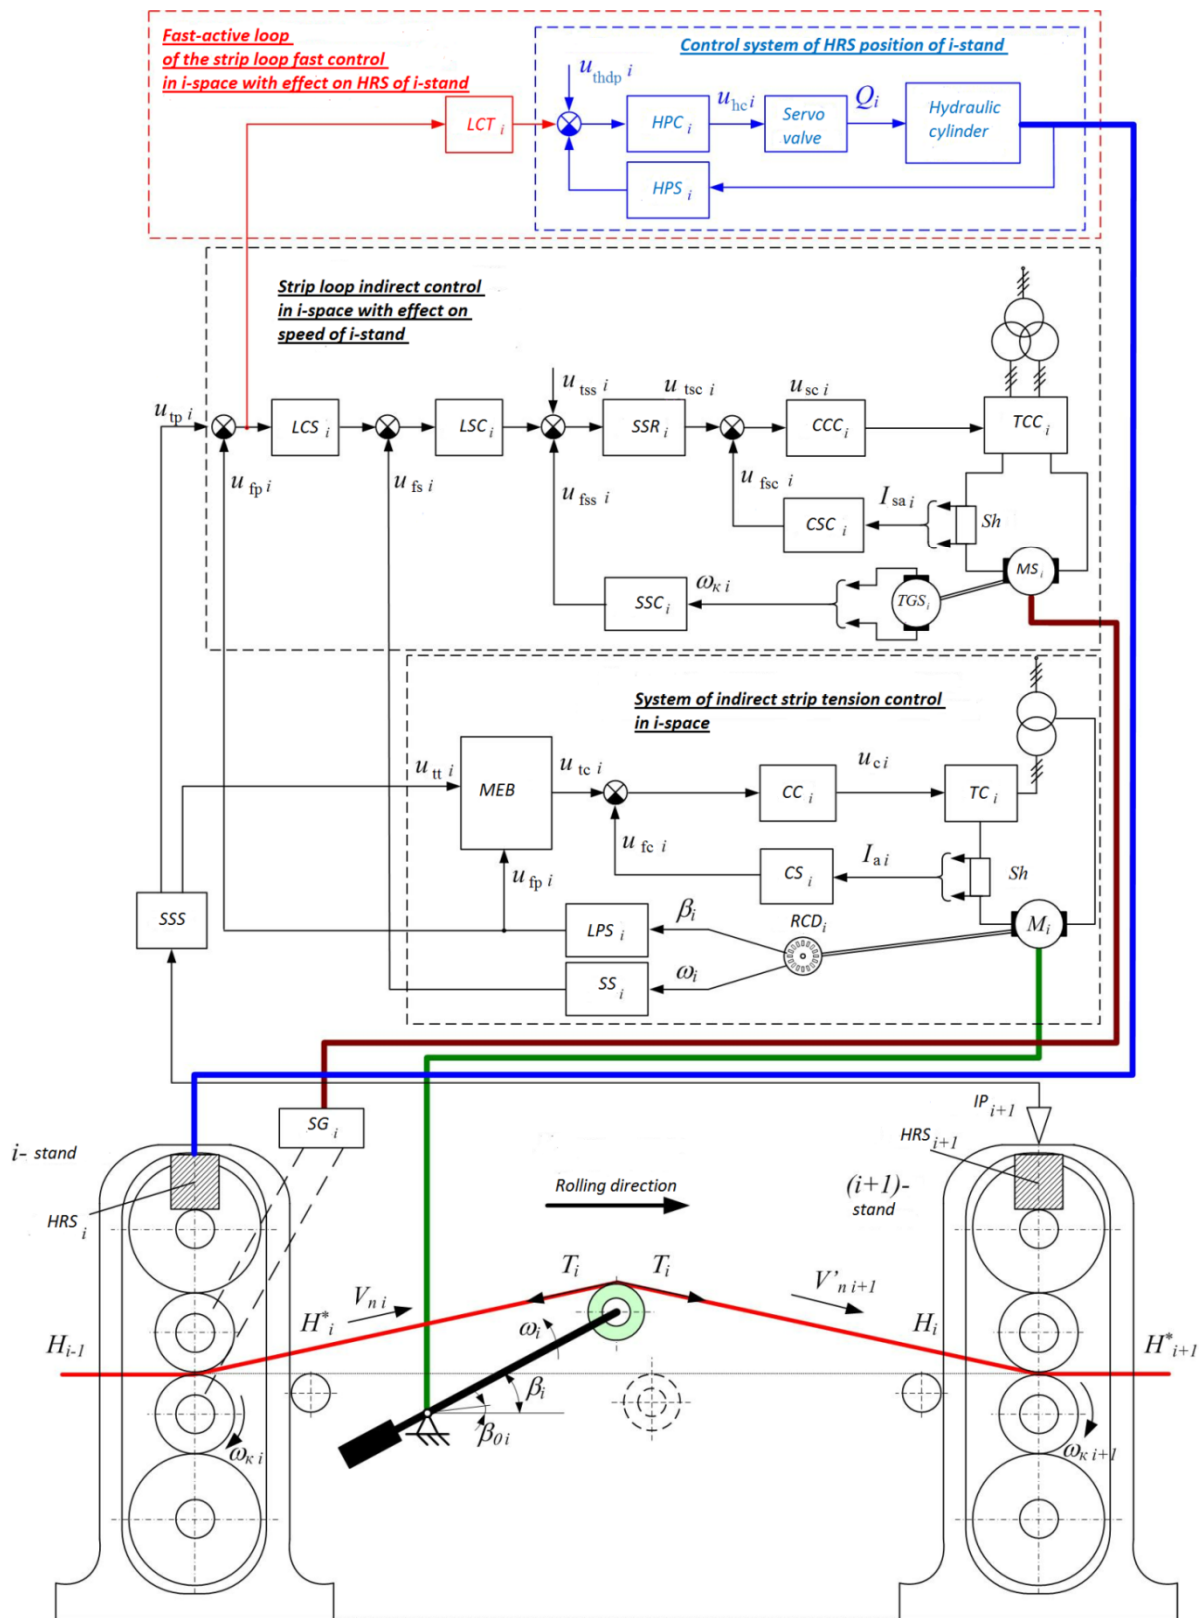 Fast-active loop
of the strip loop fast control
in i-space with effect on HRS of i-stand
Control system of HRS position of i-stand
u thdp i
LCT i
HPC i
u hc i
Servo
valve
Q i
Hydraulic
cylinder
HPS i
Strip loop indirect control
in i-space with effect on
speed of i-stand
u tp i
LCS i
LSC i
u tss i
SSR i
u tsc i
u sc i
CCC i
TCC i
u fp i
u fs i
u fss i
u fsc i
CSC i
I sa i
Sh
MS i
SSC i
ω κ i
TGS i
System of indirect strip tension control
in i-space
u tt i
MEB
u tc i
CC i
u c i
TC i
u fc i
CS i
I a i
Sh
u fp i
SSS
LPS i
β i
RCD i
M i
SS i
ω i
SG i
IP i+1
i- stand
HRS i
Rolling direction
(i+1)-
stand
HRS i+1
T i
T i
V n i
V' n i+1
H* i
H i
H i-1
H* i+1
ω i
β i
β 0 i
ω κ i
ω κ i+1